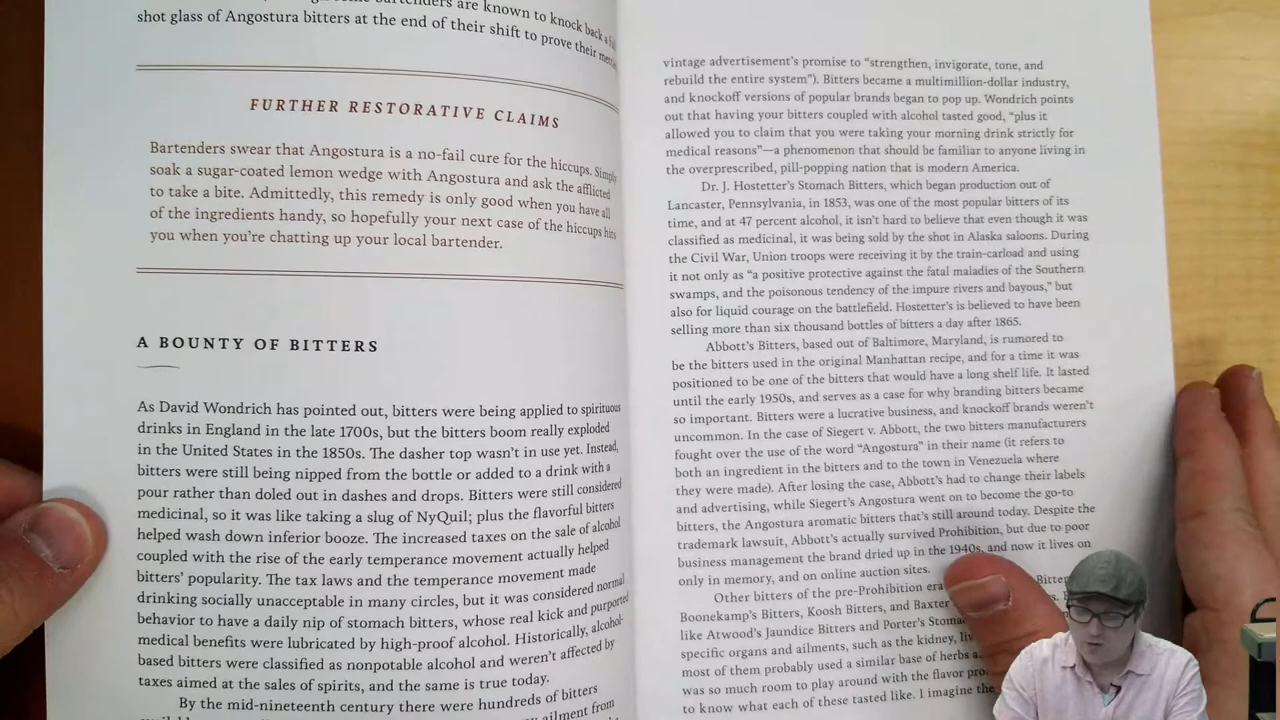 bartenders are known to knock back a
shot glass of Angostura bitters at the end of their shift to prove their
FURTHER RESTORATIVE CLAIMS
Bartenders swear that Angostura is a no-fail cure for the hiccups. Simply
soak a sugar-coated lemon wedge with Angostura and ask the afflicted
to take a bite. Admittedly, this remedy is only good when you have all
of the ingredients handy, so hopefully your next case of the hiccups hits
you when you're chatting up your local bartender.
A BOUNTY OF BITTERS
As David Wondrich has pointed out, bitters were being applied to spirituous
drinks in England in the late 1700s, but the bitters boom really exploded
in the United States in the 1850s. The dasher top wasn't in use yet. Instead,
bitters were still being nipped from the bottle or added to a drink with a
pour rather than doled out in dashes and drops. Bitters were still considered
medicinal, so it was like taking a slug of NyQuil; plus the flavorful bitters
helped wash down inferior booze. The increased taxes on the sale of alcohol
coupled with the rise of the early temperance movement actually helped
bitters' popularity. The tax laws and the temperance movement made
drinking socially unacceptable in many circles, but it was considered normal
behavior to have a daily nip of stomach bitters, whose real kick and purported
medical benefits were lubricated by high-proof alcohol. Historically, alcohol-
based bitters were classified as nonpotable alcohol and weren't affected by
taxes aimed at the sales of spirits, and the same is true today.
By the mid-nineteenth century there were hundreds of bitters
ailment from
vintage advertisement's promise to "strengthen, invigorate, tone, and
rebuild the entire system"). Bitters became a multimillion-dollar industry,
and knockoff versions of popular brands began to pop up. Wondrich points
out that having your bitters coupled with alcohol tasted good, "plus it
allowed you to claim that you were taking your morning drink strictly for
medical reasons"—a phenomenon that should be familiar to anyone living in
the overprescribed, pill-popping nation that is modern America.
Dr. J. Hostetter's Stomach Bitters, which began production out of
Lancaster, Pennsylvania, in 1853, was one of the most popular bitters of its
time, and at 47 percent alcohol, it isn't hard to believe that even though it was
classified as medicinal, it was being sold by the shot in Alaska saloons. During
the Civil War, Union troops were receiving it by the train-carload and using
it not only as "a positive protective against the fatal maladies of the Southern
swamps, and the poisonous tendency of the impure rivers and bayous," but
also for liquid courage on the battlefield. Hostetter's is believed to have been
selling more than six thousand bottles of bitters a day after 1865.
Abbott's Bitters, based out of Baltimore, Maryland, is rumored to
be the bitters used in the original Manhattan recipe, and for a time it was
positioned to be one of the bitters that would have a long shelf life. It lasted
until the early 1950s, and serves as a case for why branding bitters became
so important. Bitters were a lucrative business, and knockoff brands weren't
uncommon. In the case of Siegert v. Abbott, the two bitters manufacturers
fought over the use of the word "Angostura" in their name (it refers to
both an ingredient in the bitters and to the town in Venezuela where
they were made). After losing the case, Abbott's had to change their labels
and advertising, while Siegert's Angostura went on to become the go-to
bitters, the Angostura aromatic bitters that's still around today. Despite the
trademark lawsuit, Abbott's actually survived Prohibition, but due to poor
business management the brand dried up in the 1940s, and now it lives on
only in memory, and on online auction sites.
Other bitters of the pre-Prohibition era
Boonekamp's Bitters, Koosh Bitters, and Baxter
like Atwood's Jaundice Bitters and Porter's
specific organs and ailments, such as the kidney,
most of them probably used a similar base of herbs
was so much room to play around with the flavor
to know what each of these tasted like. I imagine the